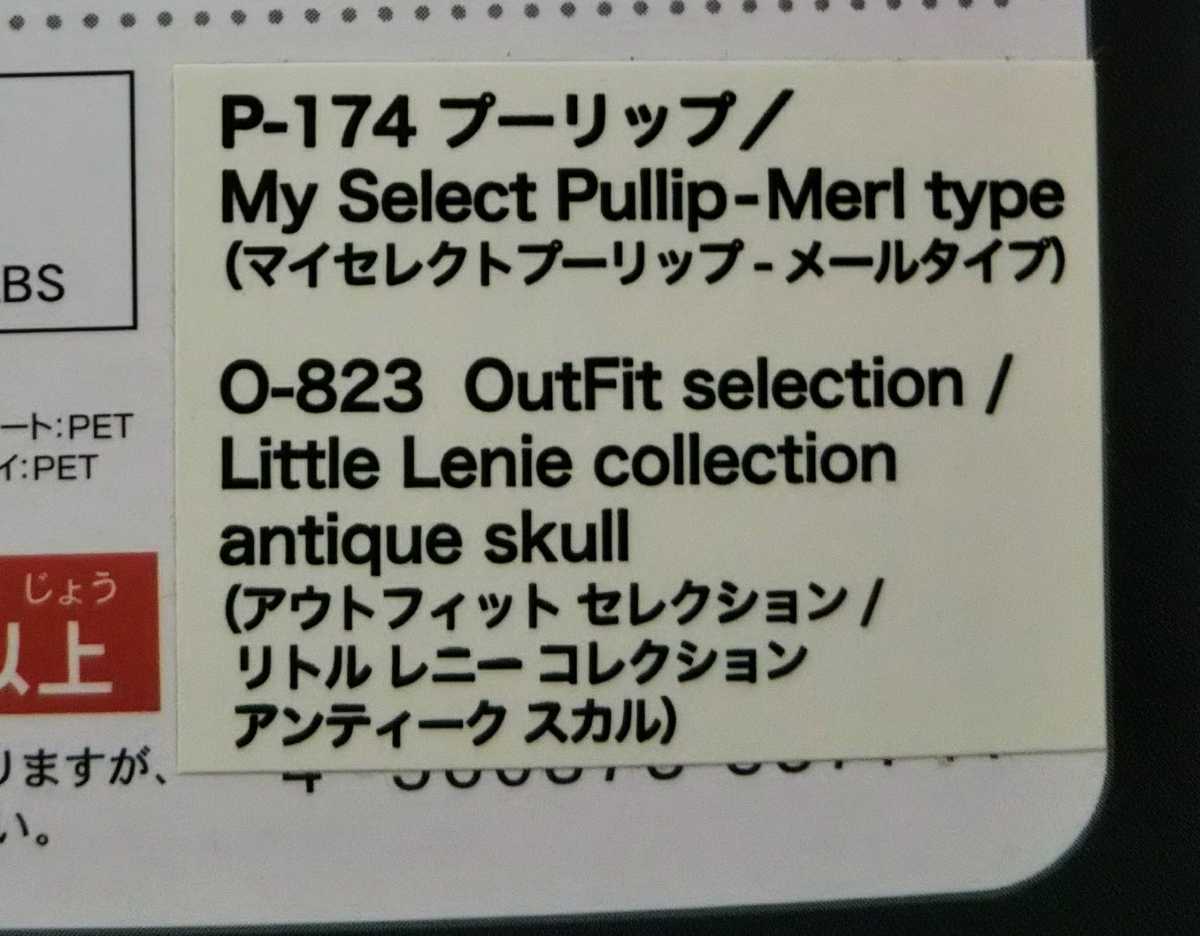 P-174 プーリップ／
My Select Pullip-Merl type
(マイセレクトプーリップ-メールタイプ)
O-823 OutFit selection /
Little Lenie collection
antique skull
(アウトフィット セレクション /
リトル レニー コレクション
アンティーク スカル)
BS
ート:PET
イ:PET
じょう
以上
りますが、
い。